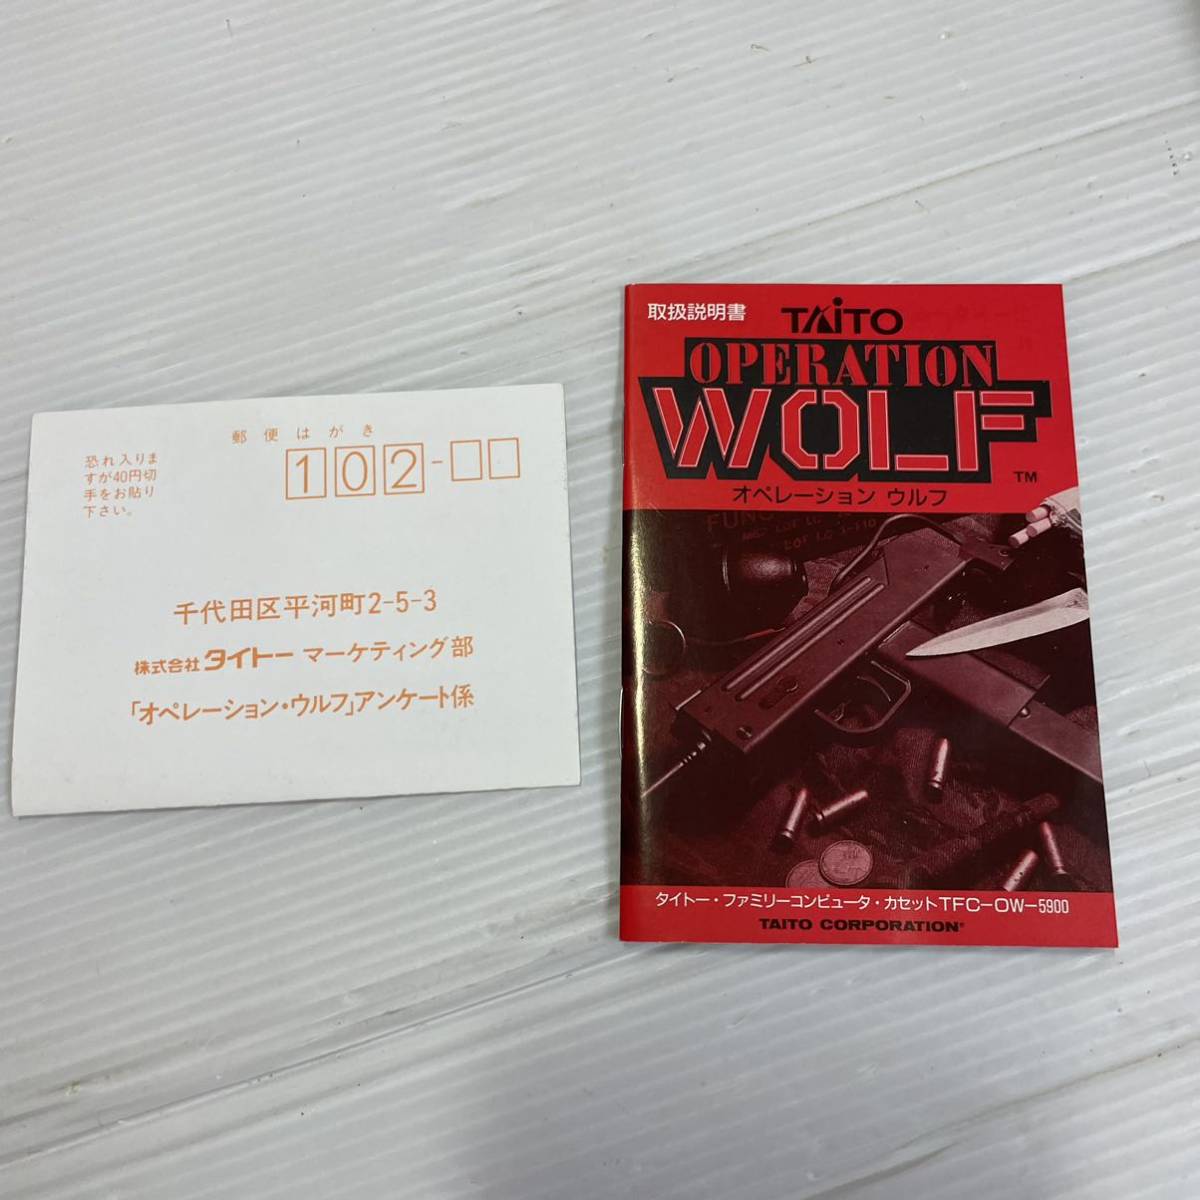 郵便はがき
恐れ入りま
すが40円切
手をお貼り
下さい。
102-
千代田区平河町2-5-3
株式会社タイトー マーケティング部
「オペレーション・ウルフ」アンケート係
取扱説明書
TAITO
OPERATION
WOLF
TM
オペレーション ウルフ
タイトー・ファミリーコンピュータ・カセットTFC-OW-5900
TAITO CORPORATION